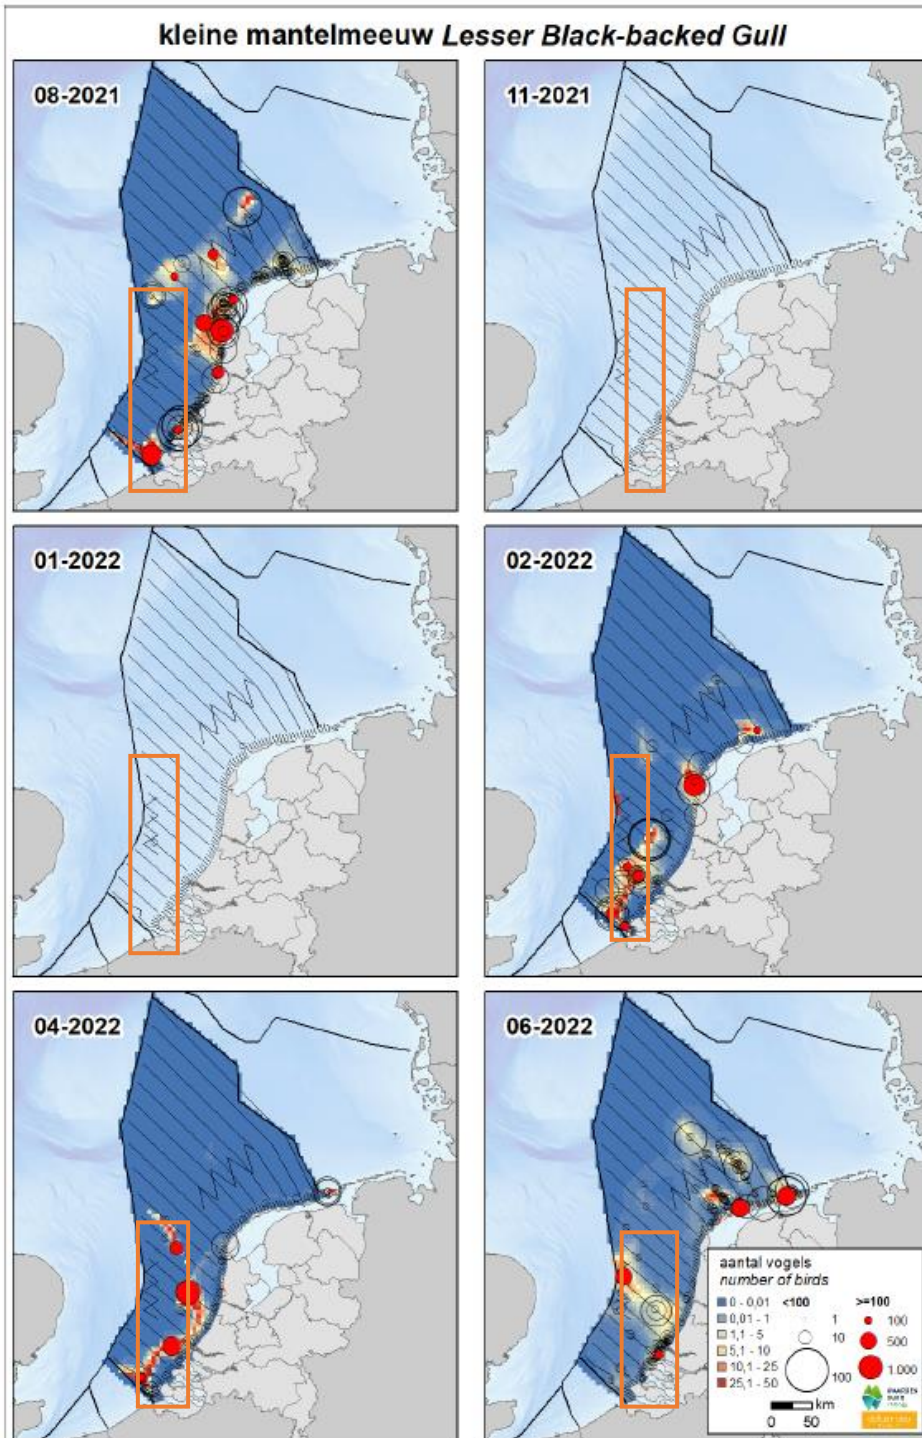 kleine mantelmeeuw Lesser Black-backed Gull
08-2021
11-2021
01-2022
02-2022
04-2022
06-2022
aantal vogels
number of birds
0 - 0,01 <100 >=100
0,01 - 1 1 100
1,1 - 5 10 500
5,1 - 10
10,1 - 25 100 1.000
25,1 - 50
km
0 50